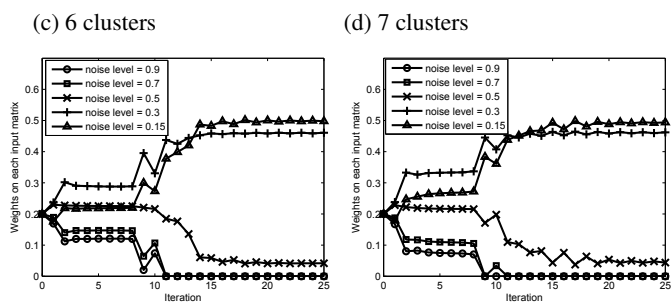 (c) 6 clusters
(d) 7 clusters
Weights on each input matrix
0.6
0.5
0.4
0.3
0.2
0.1
0
noise level = 0.9
noise level = 0.7
noise level = 0.5
noise level = 0.3
noise level = 0.15
0 5 10 15 20 25
Iteration
Weights on each input matrix
0.6
0.5
0.4
0.3
0.2
0.1
0
noise level = 0.9
noise level = 0.7
noise level = 0.5
noise level = 0.3
noise level = 0.15
0 5 10 15 20 25
Iteration